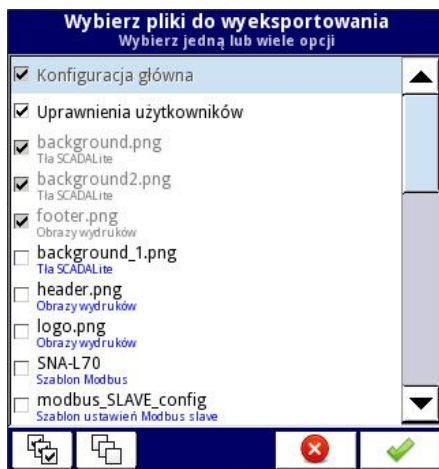 Wybierz pliki do wyeksportowania
Wybierz jedną lub wiele opcji
Konfiguracja główna
Uprawnienia użytkowników
background.png
Tła SCADALite
background2.png
Tła SCADALite
footer.png
Obrazy wydruków
background_1.png
Tła SCADALite
header.png
Obrazy wydruków
logo.png
Obrazy wydruków
SNA-L70
Szablon Modbus
modbus_SLAVE_config
Szablon ustawień Modbus slave